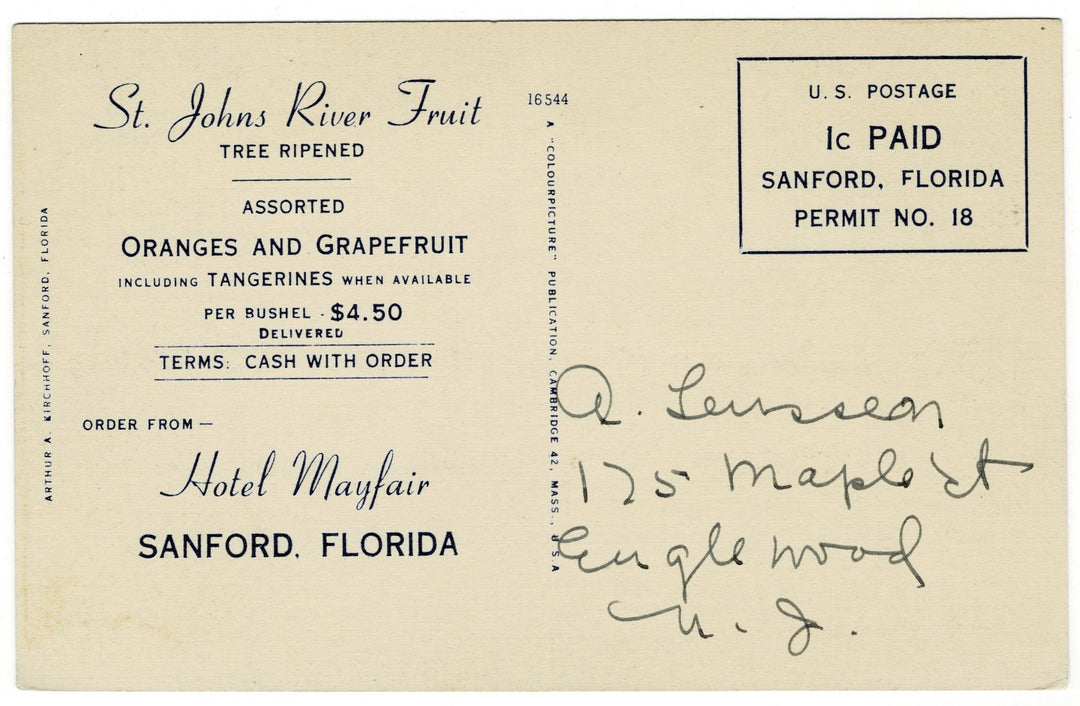 ARTHUR A. KIRCHHOFF, SANFORD, FLORIDA
St. Johns River Fruit
TREE RIPENED
ASSORTED
ORANGES AND GRAPEFRUIT
INCLUDING TANGERINES WHEN AVAILABLE
PER BUSHEL - $4.50
DELIVERED
TERMS: CASH WITH ORDER
ORDER FROM —
Hotel Mayfair
SANFORD, FLORIDA
16544
A "COLOURPICTURE" PUBLICATION, CAMBRIDGE 42, MASS., U.S.A
U. S. POSTAGE
1c PAID
SANFORD, FLORIDA
PERMIT NO. 18
A.
175 Maple St
Englewood
N. J.